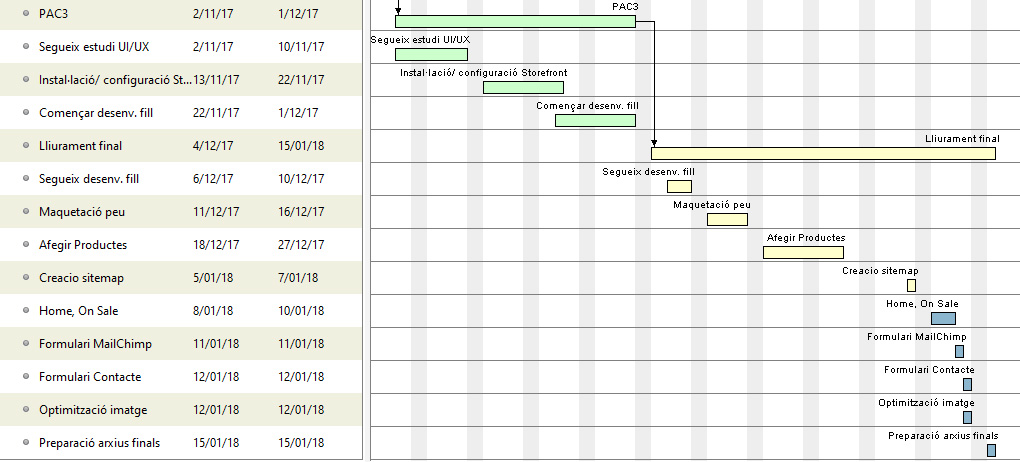 PAC3 2/11/17 1/12/17 PAC3
Segueix estudi UI/UX 2/11/17 10/11/17 Segueix estudi UI/UX
Instal·lació/ configuració St... 13/11/17 22/11/17 Instal·lació/ configuració Storefront
Començar desenv. fill 22/11/17 1/12/17 Començar desenv. fill
Lliurament final 4/12/17 15/01/18 Lliurament final
Segueix desenv. fill 6/12/17 10/12/17 Segueix desenv. fill
Maquetació peu 11/12/17 16/12/17 Maquetació peu
Afegir Productes 18/12/17 27/12/17 Afegir Productes
Creacio sitemap 5/01/18 7/01/18 Creacio sitemap
Home, On Sale 8/01/18 10/01/18 Home, On Sale
Formulari MailChimp 11/01/18 11/01/18 Formulari MailChimp
Formulari Contacte 12/01/18 12/01/18 Formulari Contacte
Optimització imatge 12/01/18 12/01/18 Optimització imatge
Preparació arxius finals 15/01/18 15/01/18 Preparació arxius finals